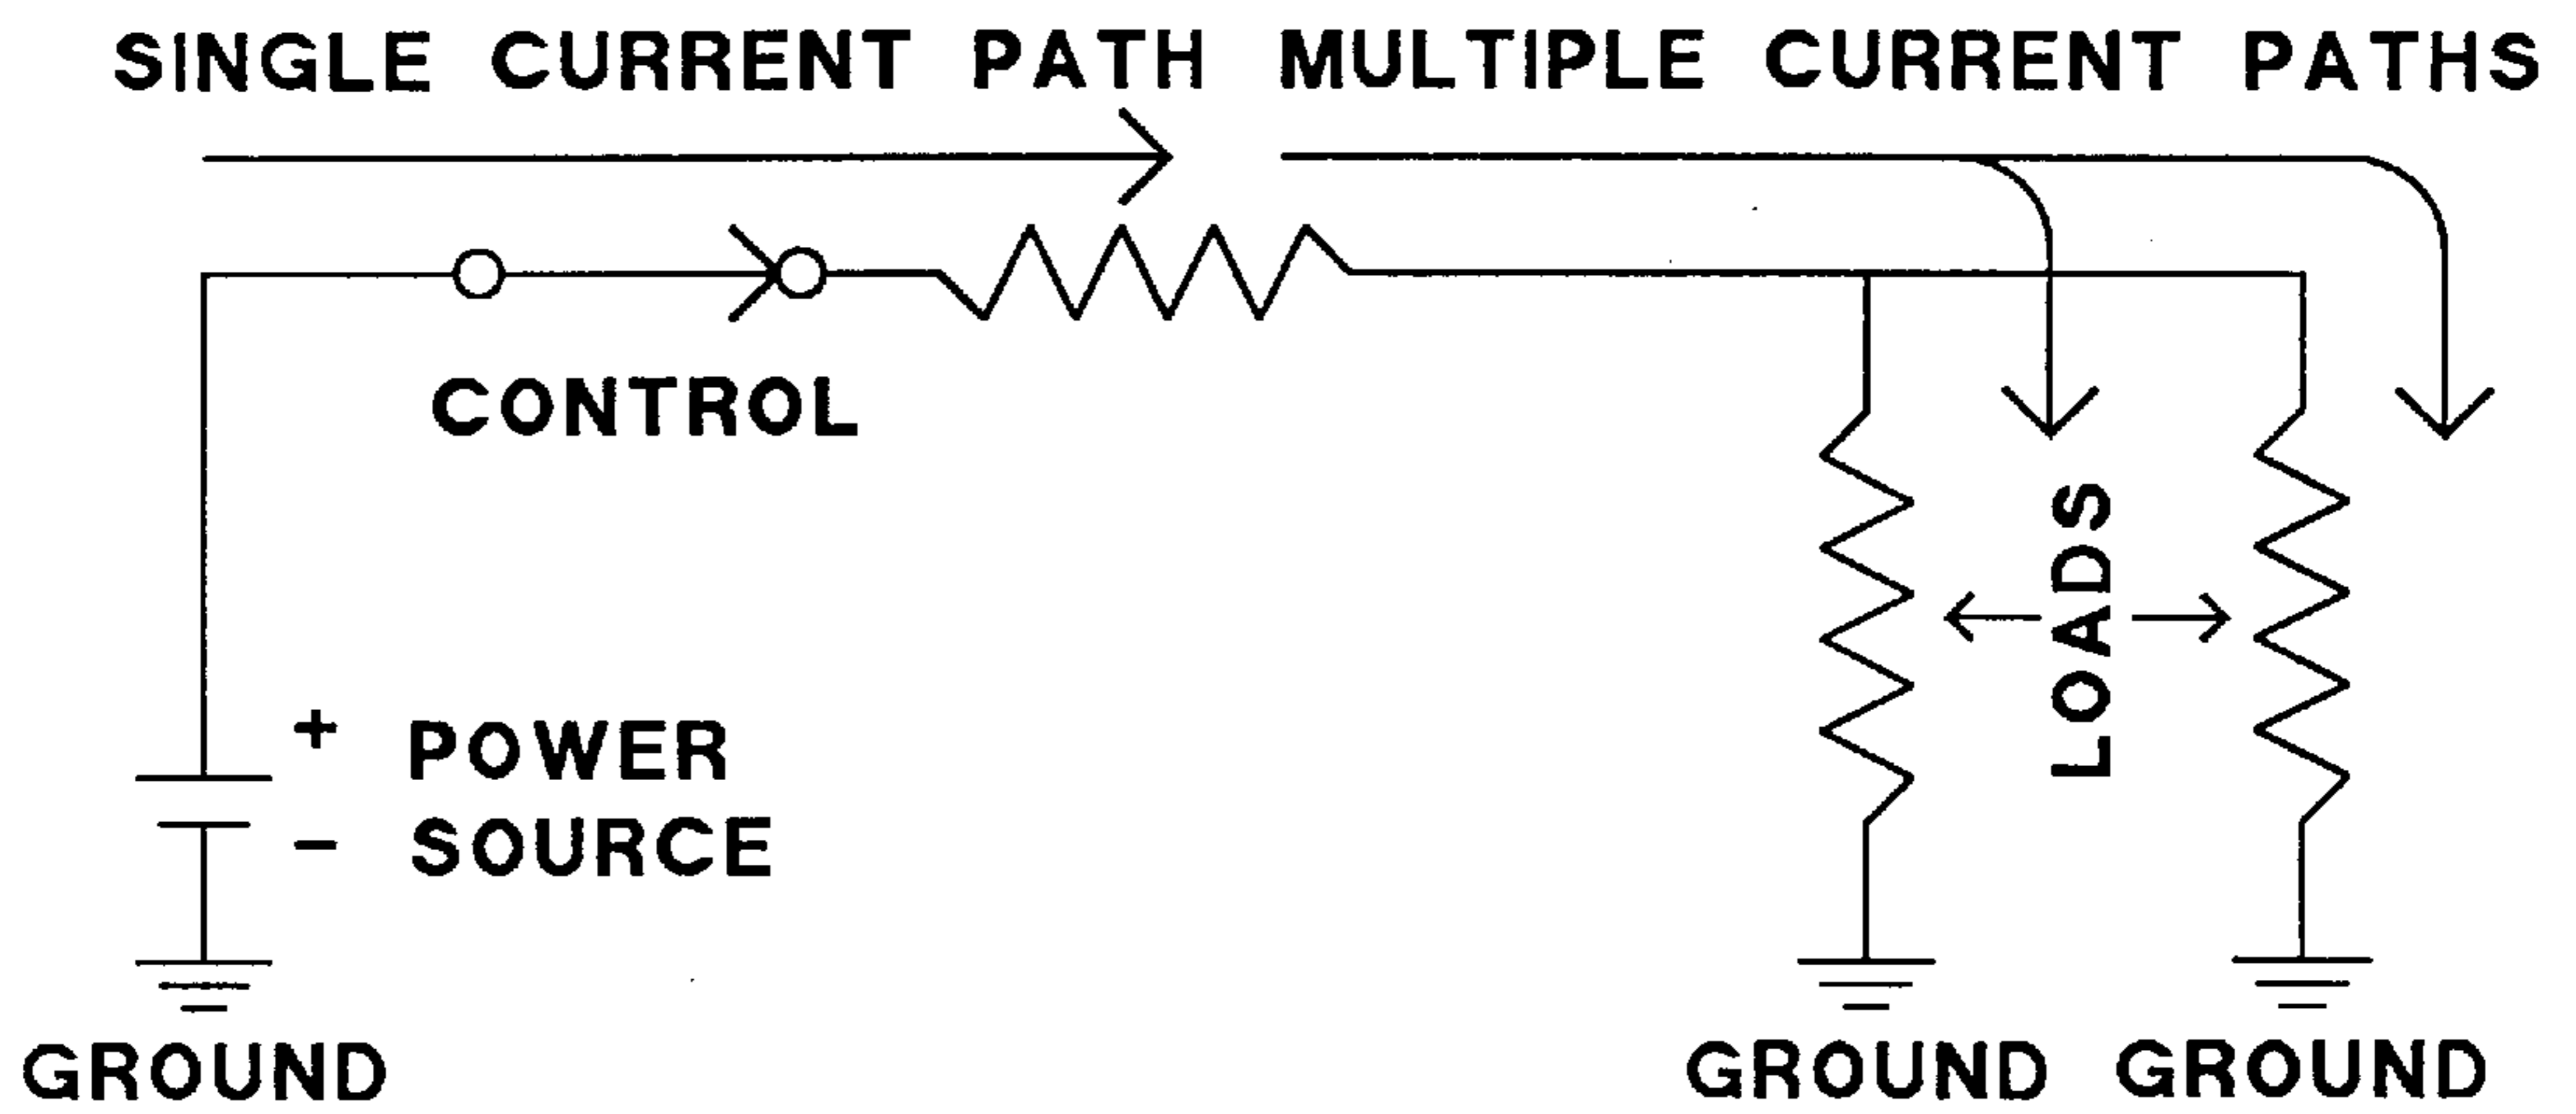 SINGLE CURRENT PATH MULTIPLE CURRENT PATHS
CONTROL
LOADS
+ POWER
- SOURCE
GROUND
GROUND GROUND